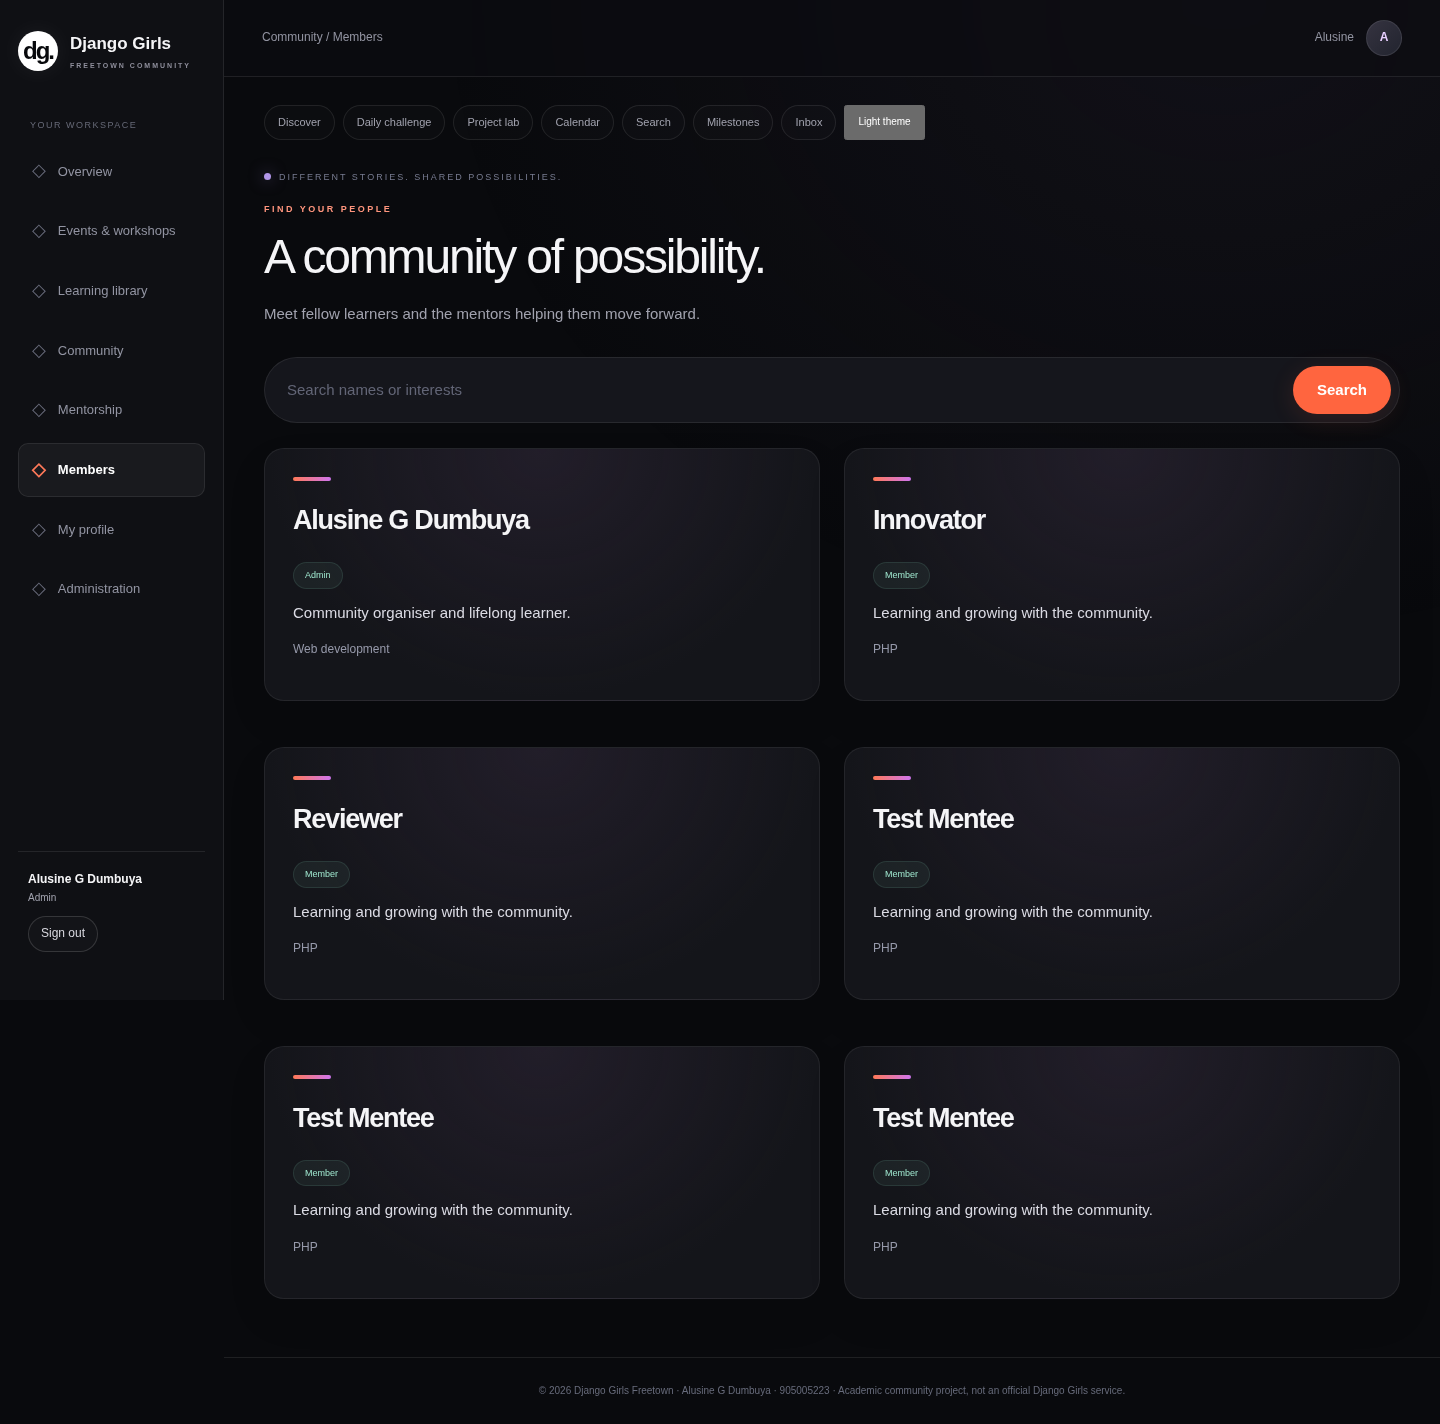 dg.
Django Girls
FREETOWN COMMUNITY
YOUR WORKSPACE
Overview
Events & workshops
Learning library
Community
Mentorship
Members
My profile
Administration
Alusine G Dumbuya
Admin
Sign out
Community / Members
Alusine
A
Discover
Daily challenge
Project lab
Calendar
Search
Milestones
Inbox
Light theme
DIFFERENT STORIES. SHARED POSSIBILITIES.
FIND YOUR PEOPLE
A community of possibility.
Meet fellow learners and the mentors helping them move forward.
Search names or interests
Search
Alusine G Dumbuya
Admin
Community organiser and lifelong learner.
Web development
Innovator
Member
Learning and growing with the community.
PHP
Reviewer
Member
Learning and growing with the community.
PHP
Test Mentee
Member
Learning and growing with the community.
PHP
Test Mentee
Member
Learning and growing with the community.
PHP
Test Mentee
Member
Learning and growing with the community.
PHP
© 2026 Django Girls Freetown · Alusine G Dumbuya · 905005223 · Academic community project, not an official Django Girls service.